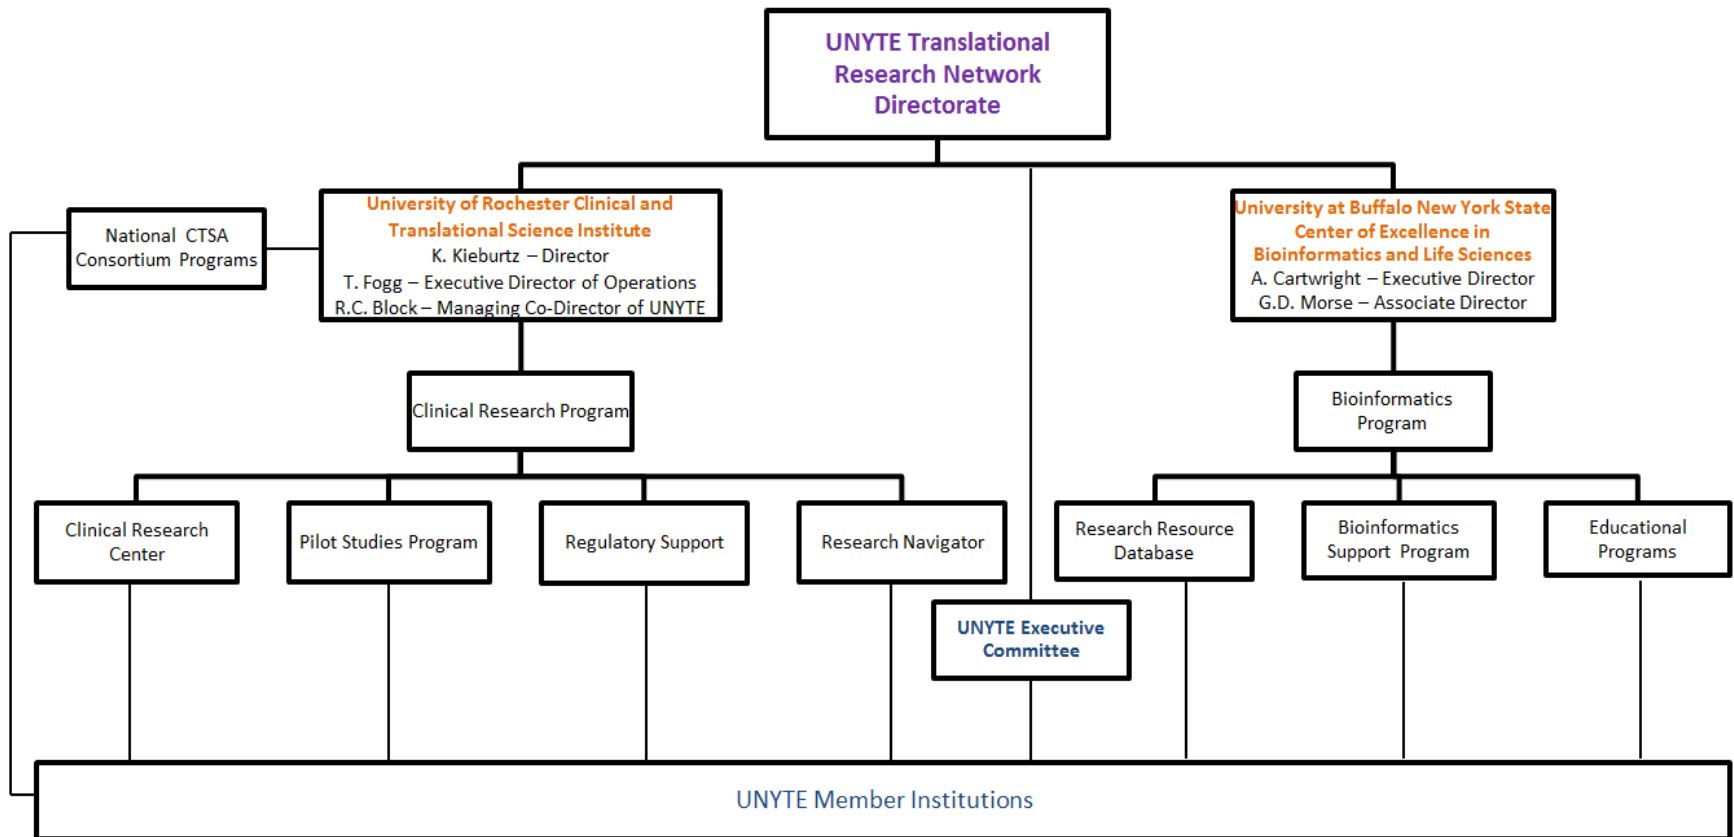 UNYTE Translational
Research Network
Directorate
National CTSA
Consortium Programs
University of Rochester Clinical and
Translational Science Institute
K. Kieburtz – Director
T. Fogg – Executive Director of Operations
R.C. Block – Managing Co-Director of UNYTE
University at Buffalo New York State
Center of Excellence in
Bioinformatics and Life Sciences
A. Cartwright – Executive Director
G.D. Morse – Associate Director
Clinical Research Program
Bioinformatics
Program
Clinical Research
Center
Pilot Studies Program
Regulatory Support
Research Navigator
Research Resource
Database
Bioinformatics
Support Program
Educational
Programs
UNYTE Executive
Committee
UNYTE Member Institutions